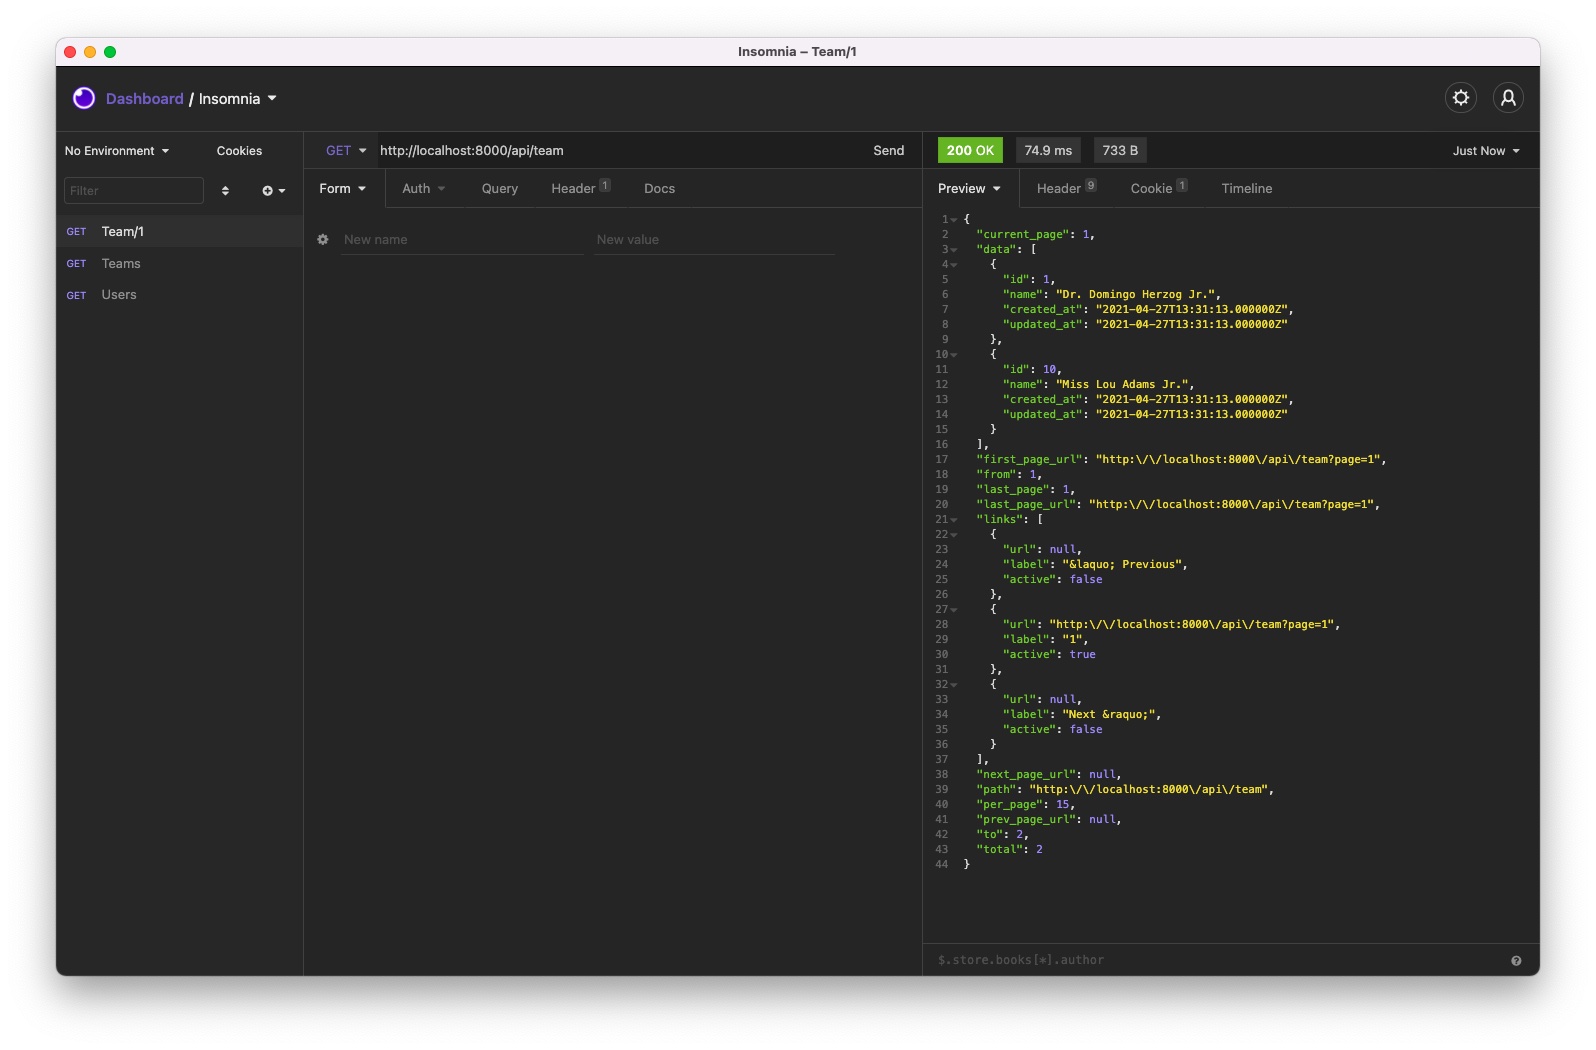 Insomnia – Team/1
Dashboard / Insomnia
No Environment
Cookies
Filter
GET Team/1
GET Teams
GET Users
GET http://localhost:8000/api/team
Send
Form
Auth
Query
Header 1
Docs
New name
New value
200 OK
74.9 ms
733 B
Just Now
Preview
Header 9
Cookie 1
Timeline
1 {
2 "current_page": 1,
3 "data": [
4 {
5 "id": 1,
6 "name": "Dr. Domingo Herzog Jr.",
7 "created_at": "2021-04-27T13:31:13.000000Z",
8 "updated_at": "2021-04-27T13:31:13.000000Z"
9 },
10 {
11 "id": 10,
12 "name": "Miss Lou Adams Jr.",
13 "created_at": "2021-04-27T13:31:13.000000Z",
14 "updated_at": "2021-04-27T13:31:13.000000Z"
15 }
16 ],
17 "first_page_url": "http:\/\/localhost:8000\/api\/team?page=1",
18 "from": 1,
19 "last_page": 1,
20 "last_page_url": "http:\/\/localhost:8000\/api\/team?page=1",
21 "links": [
22 {
23 "url": null,
24 "label": "&laquo; Previous",
25 "active": false
26 },
27 {
28 "url": "http:\/\/localhost:8000\/api\/team?page=1",
29 "label": "1",
30 "active": true
31 },
32 {
33 "url": null,
34 "label": "Next &raquo;",
35 "active": false
36 }
37 ],
38 "next_page_url": null,
39 "path": "http:\/\/localhost:8000\/api\/team",
40 "per_page": 15,
41 "prev_page_url": null,
42 "to": 2,
43 "total": 2
44 }
$.store.books[*].author